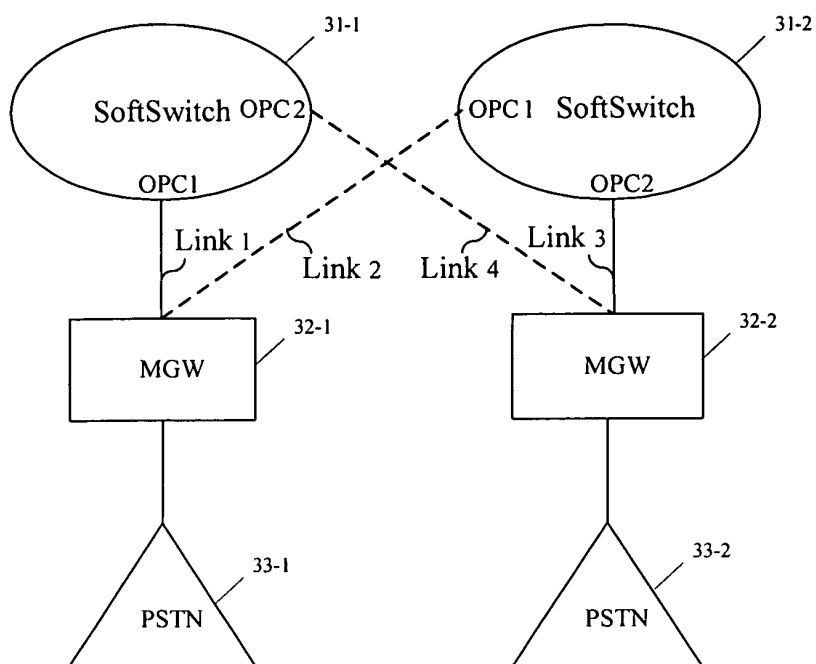 31-1
31-2
SoftSwitch OPC2
OPC1 SoftSwitch
OPC1
OPC2
Link 1
Link 2
Link 4
Link 3
32-1
32-2
MGW
MGW
33-1
33-2
PSTN
PSTN